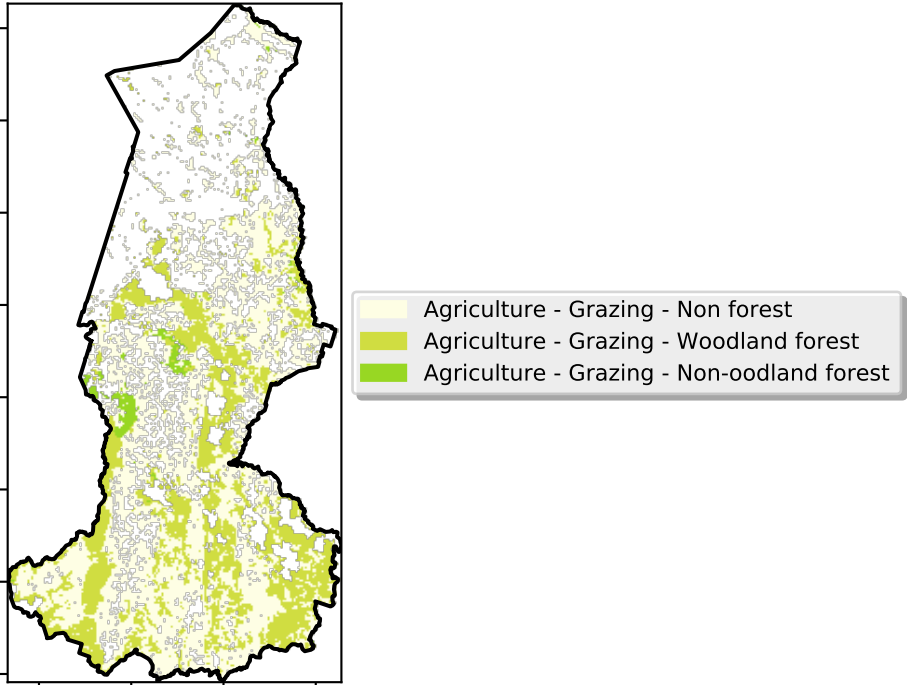 Agriculture - Grazing - Non forest
Agriculture - Grazing - Woodland forest
Agriculture - Grazing - Non-oodland forest